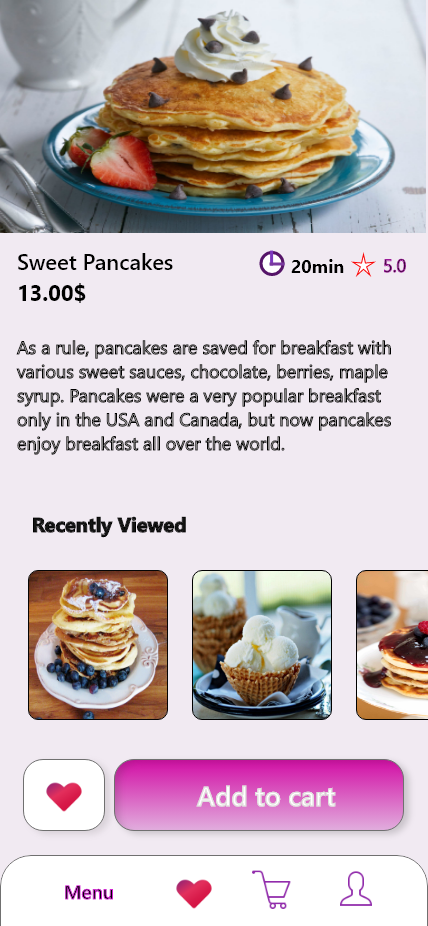 Sweet Pancakes
20min
5.0
13.00$
As a rule, pancakes are saved for breakfast with
various sweet sauces, chocolate, berries, maple
syrup. Pancakes were a very popular breakfast
only in the USA and Canada, but now pancakes
enjoy breakfast all over the world.
Recently Viewed
Add to cart
Menu